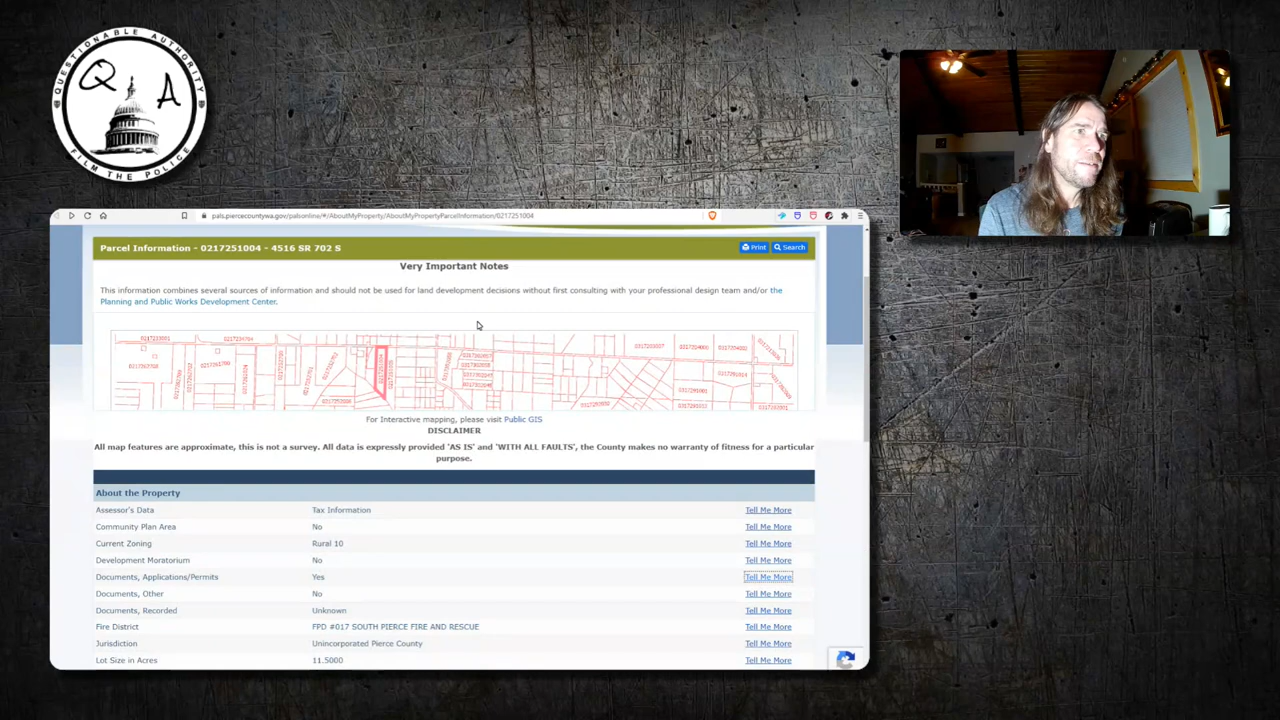 QUESTIONABLE AUTHORITY
Q A
FILM THE POLICE
pals.piercecountywa.gov/palsonline/#/AboutMyProperty/AboutMyPropertyParcelInformation/0217251004
Parcel Information - 0217251004 - 4516 SR 702 S
Print Search
Very Important Notes
This information combines several sources of information and should not be used for land development decisions without first consulting with your professional design team and/or the
Planning and Public Works Development Center.
For Interactive mapping, please visit Public GIS
DISCLAIMER
All map features are approximate, this is not a survey. All data is expressly provided 'AS IS' and 'WITH ALL FAULTS', the County makes no warranty of fitness for a particular
purpose.
About the Property
Assessor's Data Tax Information Tell Me More
Community Plan Area No Tell Me More
Current Zoning Rural 10 Tell Me More
Development Moratorium No Tell Me More
Documents, Applications/Permits Yes Tell Me More
Documents, Other No Tell Me More
Documents, Recorded Unknown Tell Me More
Fire District FPD #017 SOUTH PIERCE FIRE AND RESCUE Tell Me More
Jurisdiction Unincorporated Pierce County Tell Me More
Lot Size in Acres 11.5000 Tell Me More